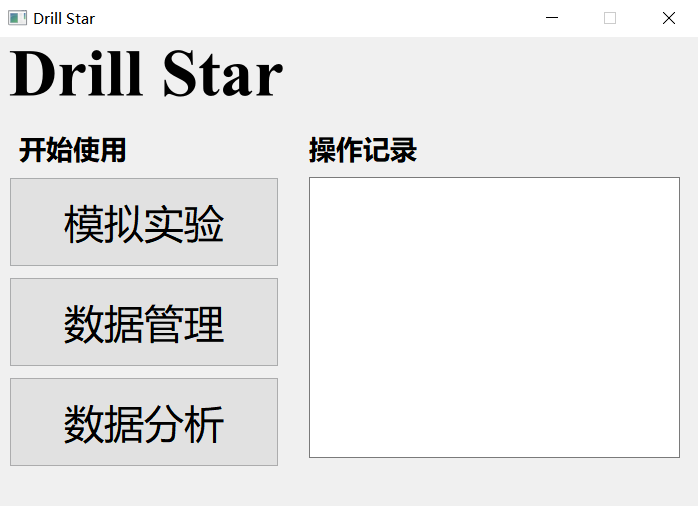 Drill Star
Drill Star
开始使用
操作记录
模拟实验
数据管理
数据分析